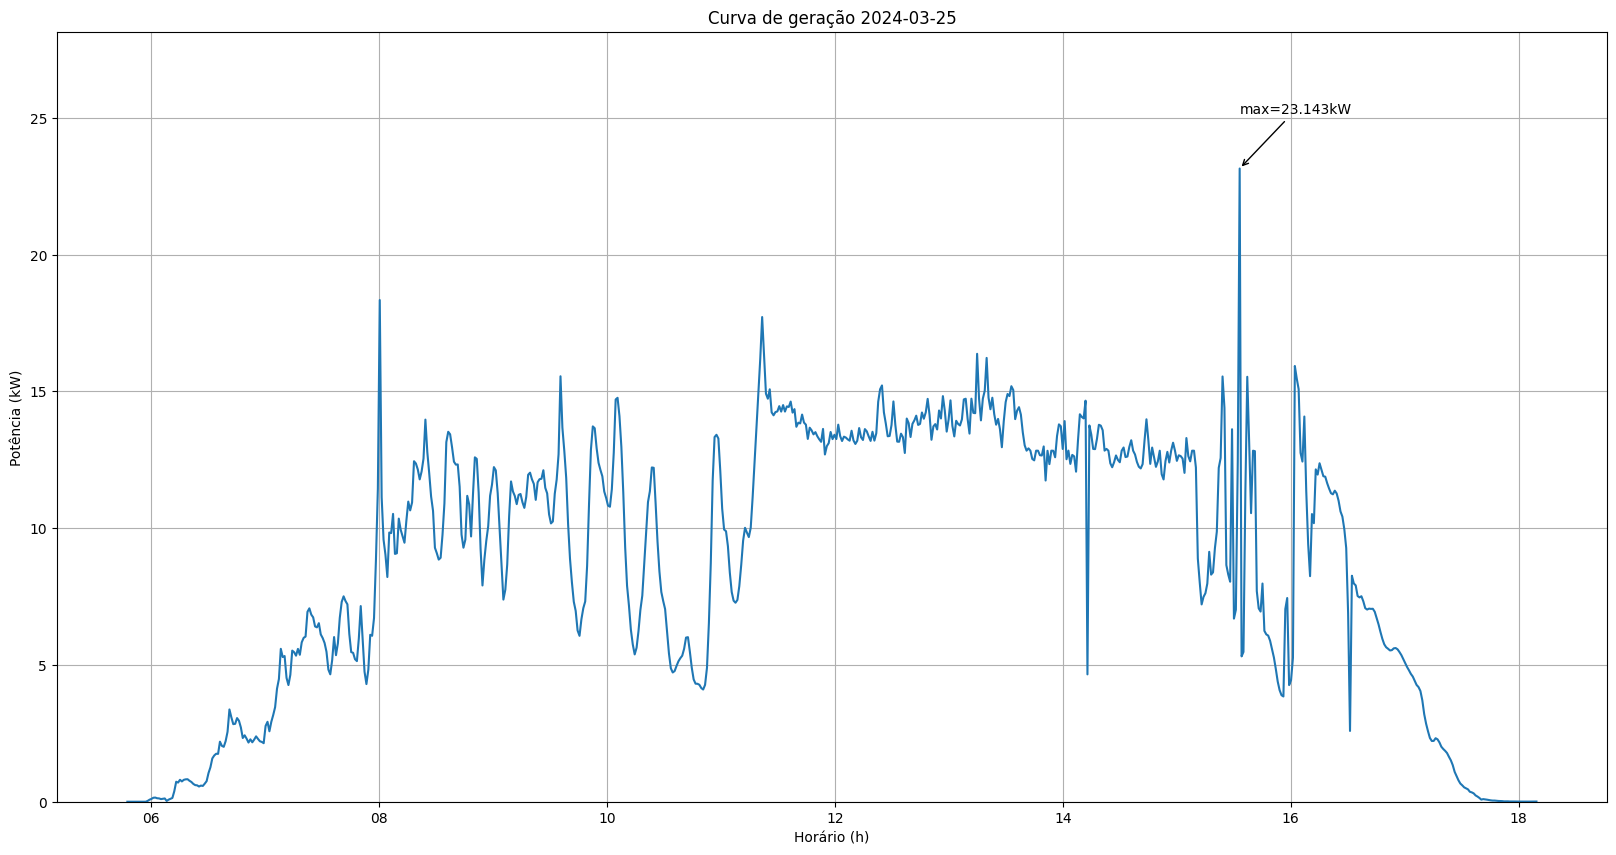 Curva de geração 2024-03-25
max=23.143kW
25
20
15
10
5
0
Potência (kW)
06 08 10 12 14 16 18
Horário (h)